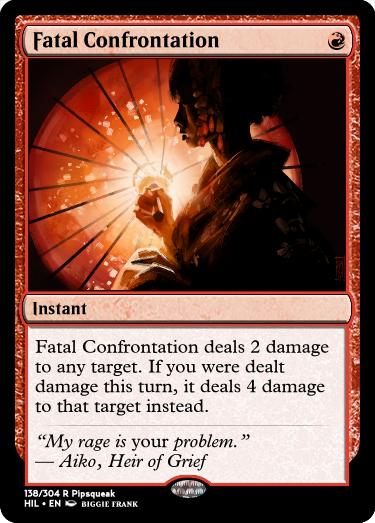 Fatal Confrontation
Instant
Fatal Confrontation deals 2 damage
to any target. If you were dealt
damage this turn, it deals 4 damage
to that target instead.
“My rage is your problem.”
— Aiko, Heir of Grief
138/304 R Pipsqueak
HIL • EN BIGGIE FRANK